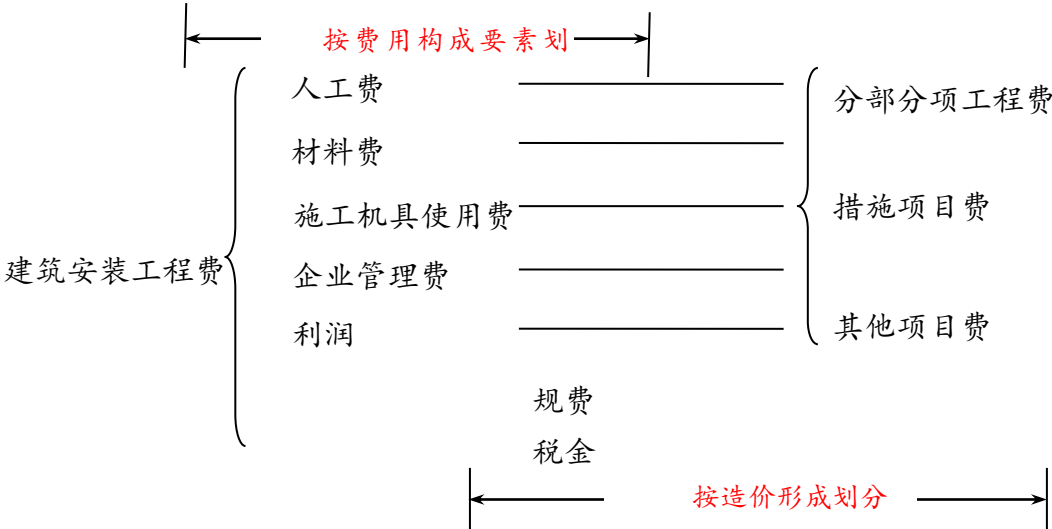 按费用构成要素划
人工费
分部分项工程费
材料费
施工机具使用费
措施项目费
建筑安装工程费
企业管理费
利润
其他项目费
规费
税金
按造价形成划分